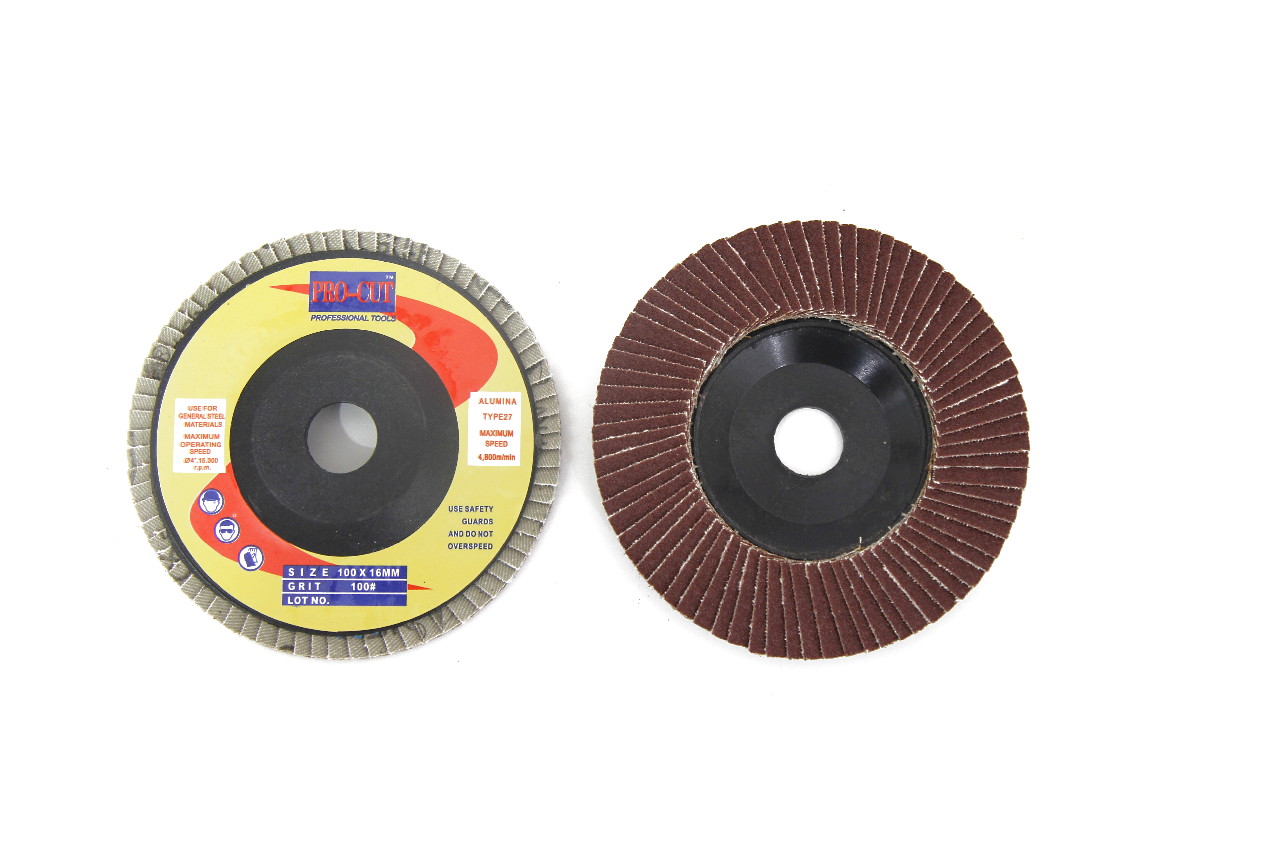 PRO-CUT™
PROFESSIONAL TOOLS
USE FOR
GENERAL STEEL
MATERIALS
MAXIMUM
OPERATING
SPEED
Ø4".15.000
r.p.m.
ALUMINA
TYPE27
MAXIMUM
SPEED
4,800m/min
USE SAFETY
GUARDS
AND DO NOT
OVERSPEED
SIZE 100 X 16MM
GRIT 100#
LOT NO.